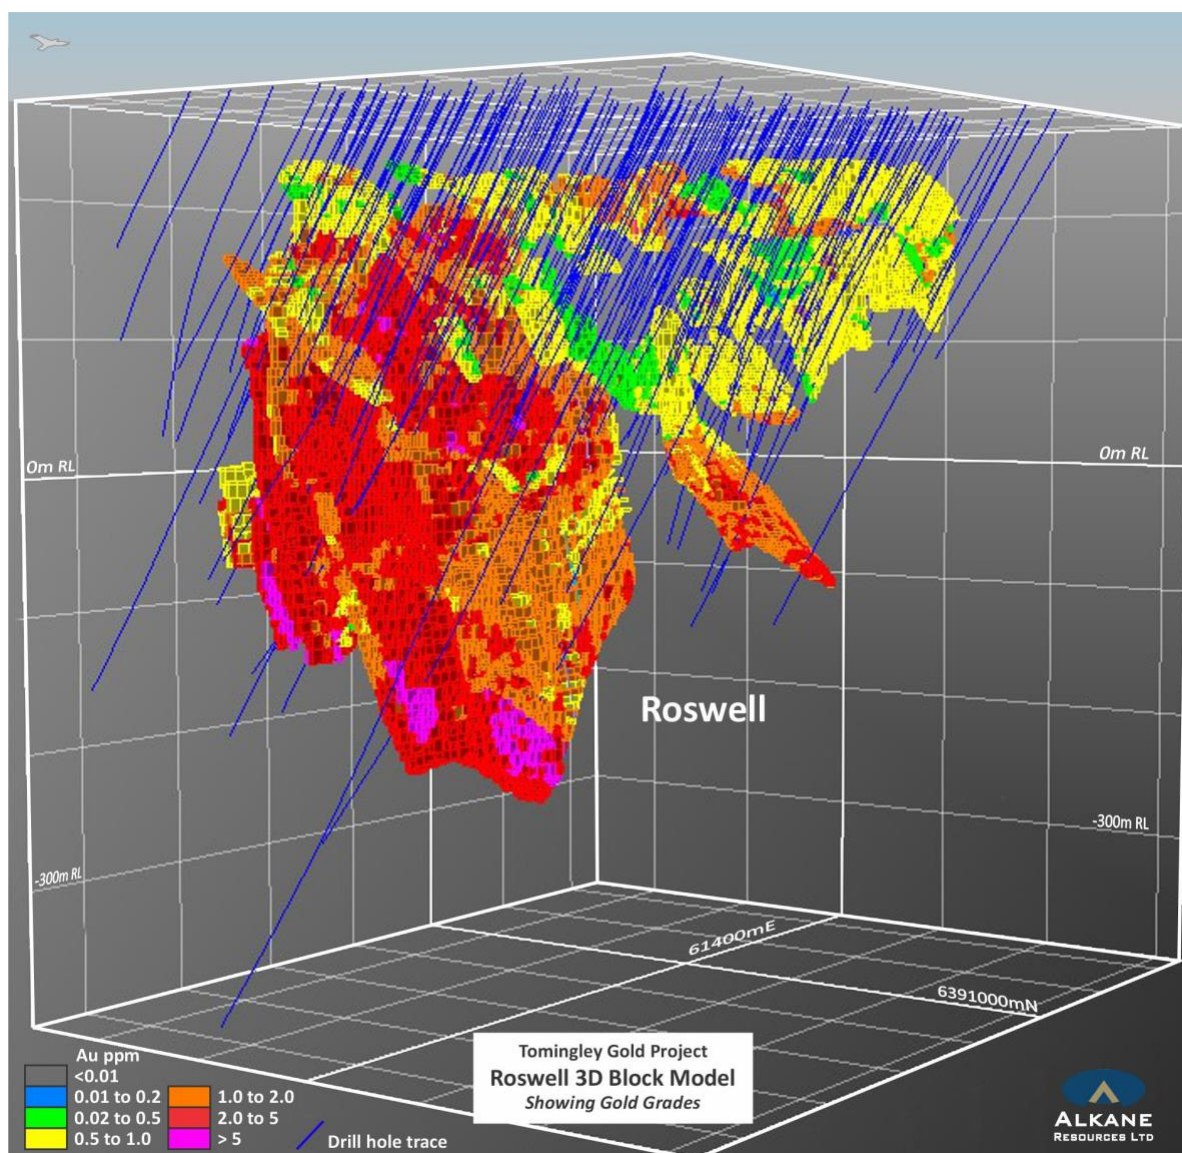 0m RL
0m RL
Roswell
-300m RL
-300m RL
61400mE
6391000mN
Tomingley Gold Project
Roswell 3D Block Model
Showing Gold Grades
Au ppm
<0.01
0.01 to 0.2
0.02 to 0.5
0.5 to 1.0
1.0 to 2.0
2.0 to 5
> 5
Drill hole trace
ALKANE
RESOURCES LTD